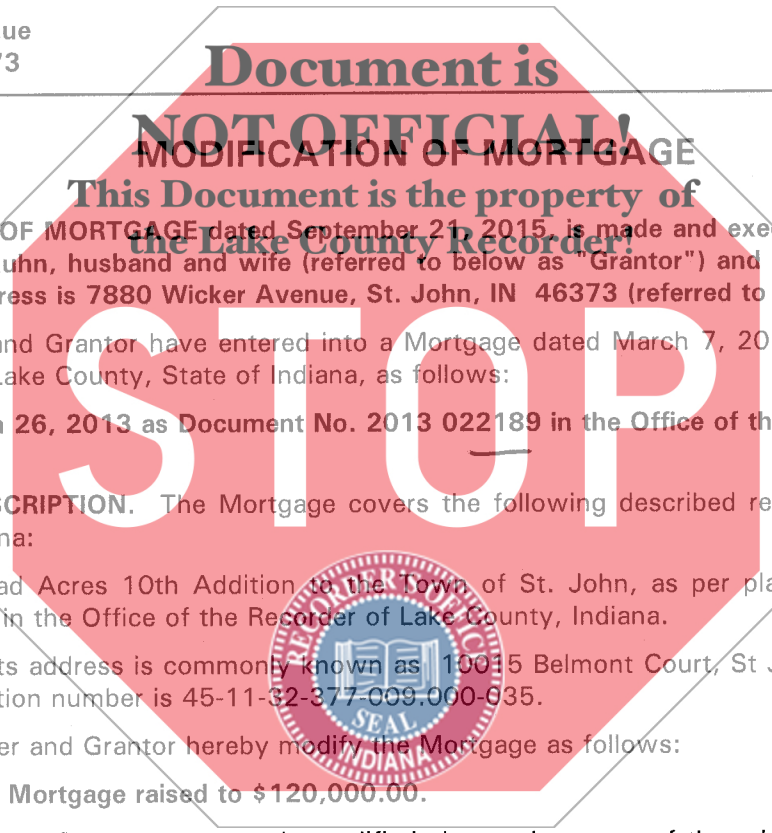 ue
73
Document is
NOT OFFICIAL!
MODIFICATION OF MORTGAGE
This Document is the property of
the Lake County Recorder!
OF MORTGAGE dated September 21, 2015, is made and exe
uhn, husband and wife (referred to below as "Grantor") and
ress is 7880 Wicker Avenue, St. John, IN 46373 (referred to
and Grantor have entered into a Mortgage dated March 7, 20
Lake County, State of Indiana, as follows:
26, 2013 as Document No. 2013 022189 in the Office of th
STOP
SCRIPTION. The Mortgage covers the following described re
na:
ad Acres 10th Addition to the Town of St. John, as per pla
in the Office of the Recorder of Lake County, Indiana.
ts address is commonly known as 10015 Belmont Court, St J
tion number is 45-11-32-377-009.000-035.
er and Grantor hereby modify the Mortgage as follows:
Mortgage raised to $120,000.00.
RECORDER'S OFFICE
SEAL
INDIANA